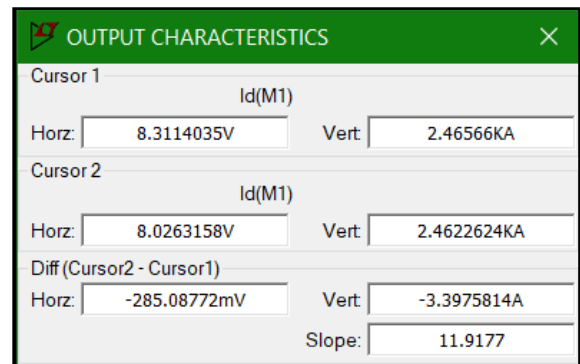 OUTPUT CHARACTERISTICS
Cursor 1
Id(M1)
Horz: 8.3114035V Vert: 2.46566KA
Cursor 2
Id(M1)
Horz: 8.0263158V Vert: 2.4622624KA
Diff (Cursor2 - Cursor1)
Horz: -285.08772mV Vert: -3.3975814A
Slope: 11.9177